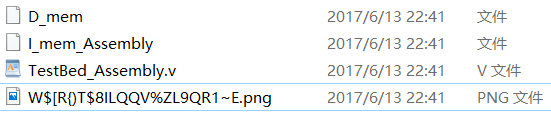 D_mem 2017/6/13 22:41 文件
I_mem_Assembly 2017/6/13 22:41 文件
TestBed_Assembly.v 2017/6/13 22:41 V 文件
W$[R{)T$8ILQQV%ZL9QR1~E.png 2017/6/13 22:41 PNG 文件